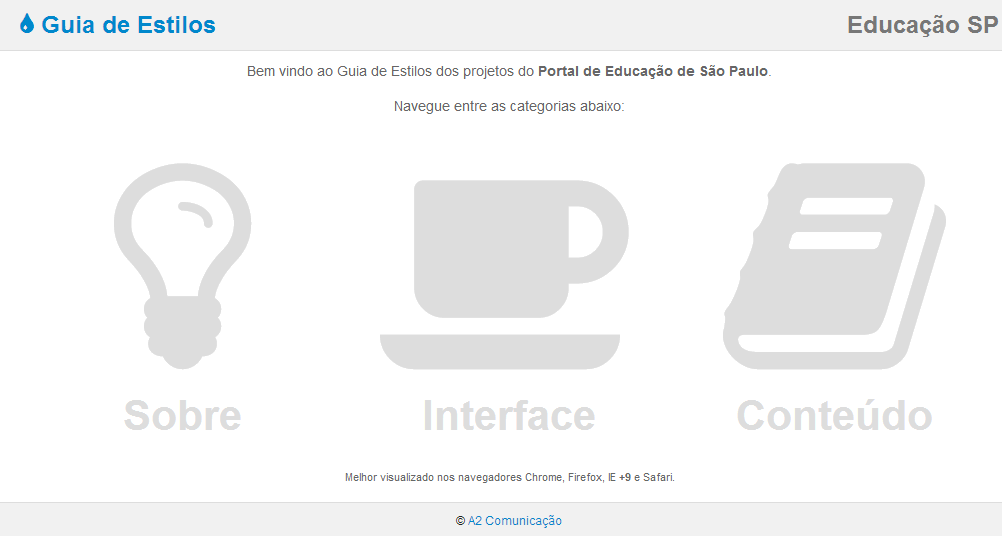 Guia de Estilos Educação SP
Bem vindo ao Guia de Estilos dos projetos do Portal de Educação de São Paulo.
Navegue entre as categorias abaixo:
Sobre Interface Conteúdo
Melhor visualizado nos navegadores Chrome, Firefox, IE +9 e Safari.
© A2 Comunicação